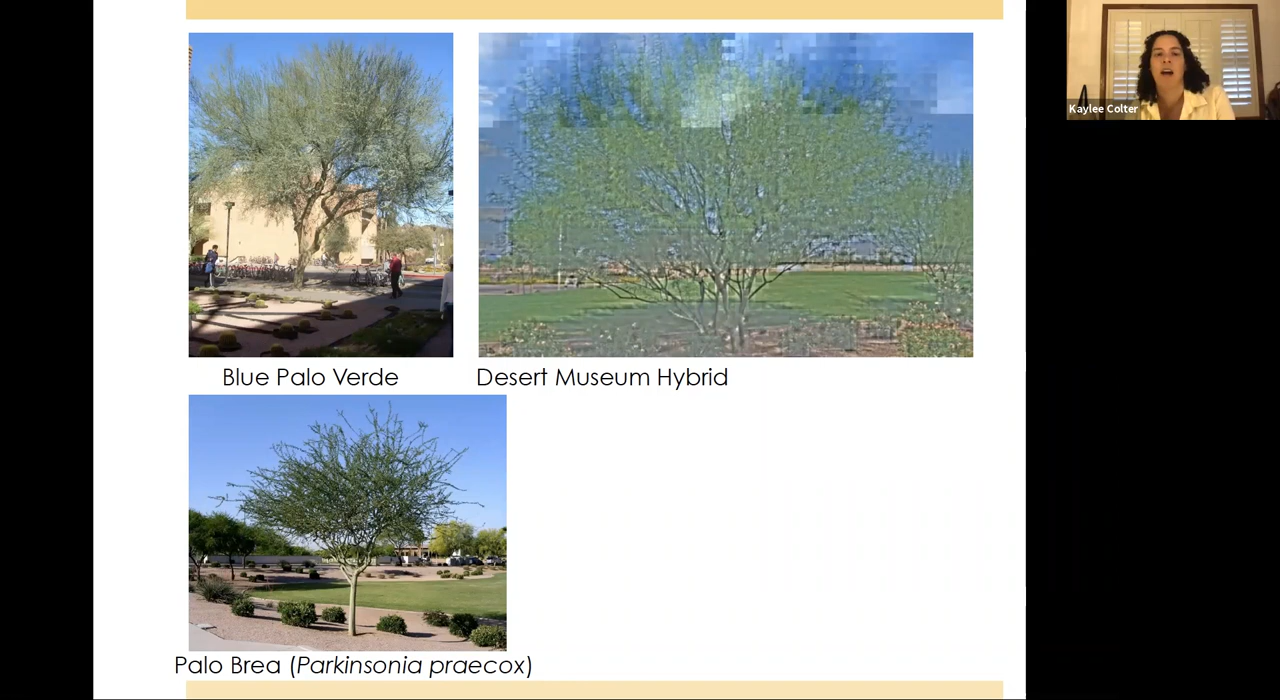 Kaylee Colter
Blue Palo Verde
Desert Museum Hybrid
Palo Brea (Parkinsonia praecox)